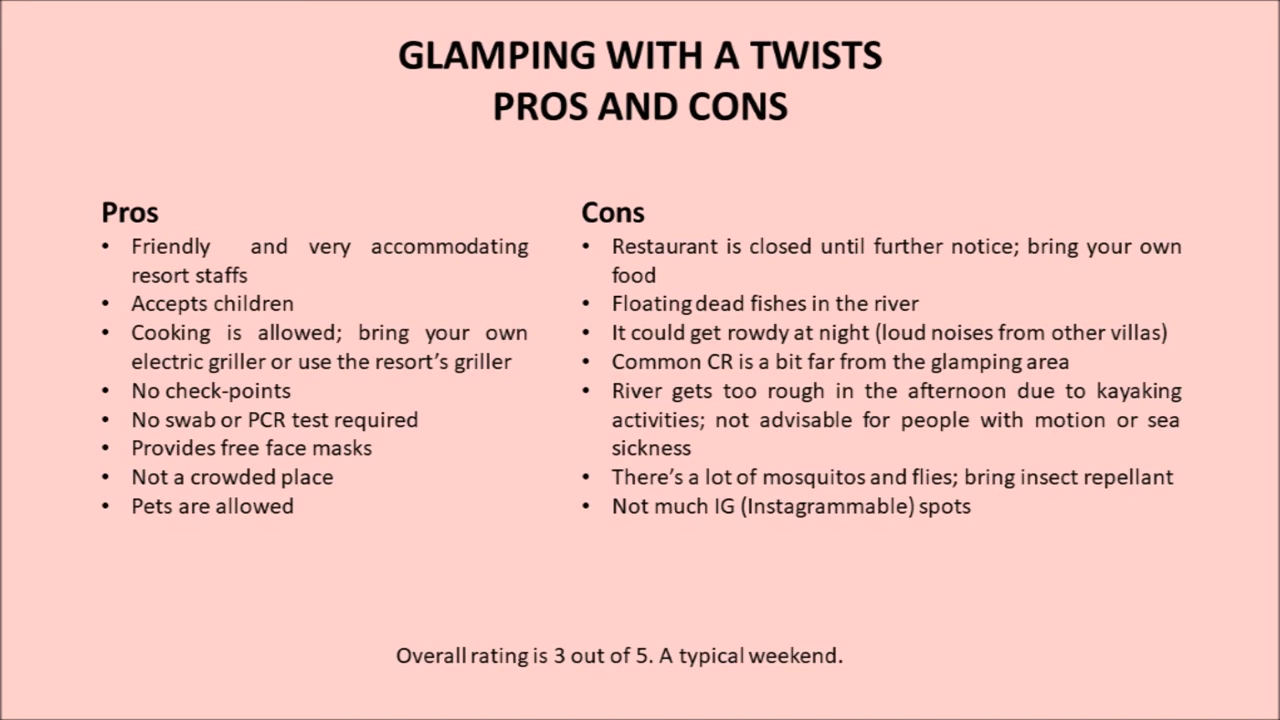 GLAMPING WITH A TWISTS
PROS AND CONS
Pros
• Friendly and very accommodating
resort staffs
• Accepts children
• Cooking is allowed; bring your own
electric griller or use the resort’s griller
• No check-points
• No swab or PCR test required
• Provides free face masks
• Not a crowded place
• Pets are allowed
Cons
• Restaurant is closed until further notice; bring your own
food
• Floating dead fishes in the river
• It could get rowdy at night (loud noises from other villas)
• Common CR is a bit far from the glamping area
• River gets too rough in the afternoon due to kayaking
activities; not advisable for people with motion or sea
sickness
• There’s a lot of mosquitos and flies; bring insect repellant
• Not much IG (Instagrammable) spots
Overall rating is 3 out of 5. A typical weekend.